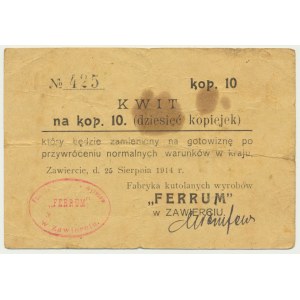 № 425 kop. 10
KWIT
na kop. 10. (dziesięć kopiejek)
który będzie zamieniony na gotowiznę po
przywróceniu normalnych warunków w kraju.
Zawiercie, d. 25 Sierpnia 1914 r.
Fabryka kutolanych wyrobów
„FERRUM"
w ZAWIERCIU.
„FERRUM"
w ZAWIERCIU